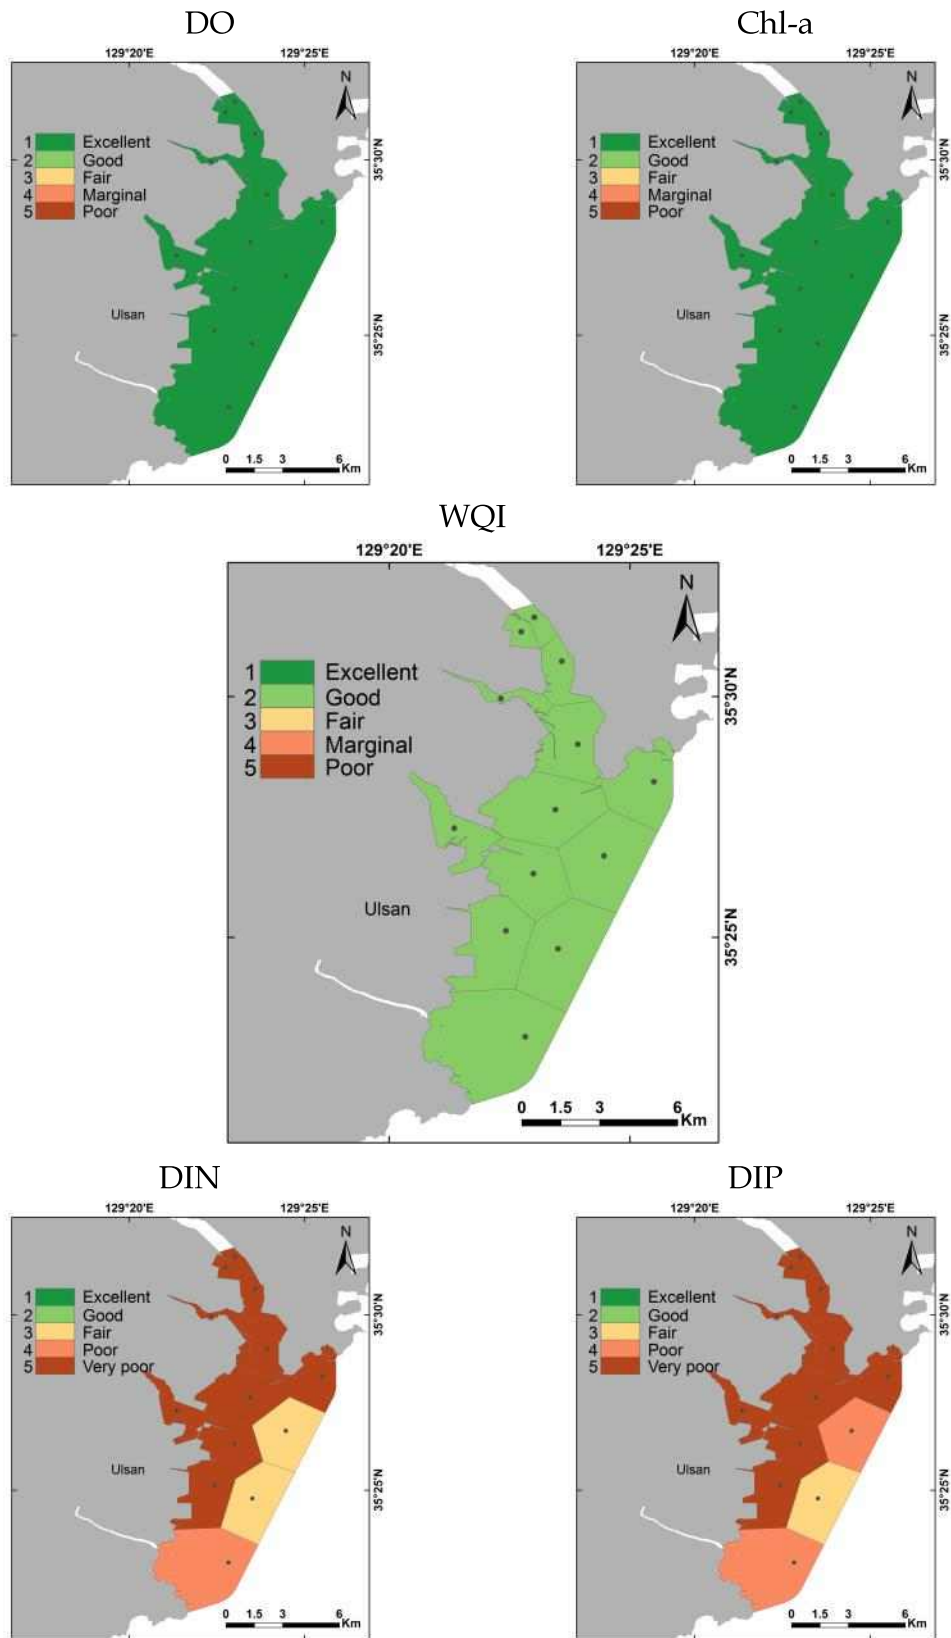 DO
129°20'E 129°25'E
N
1 Excellent
2 Good
3 Fair
4 Marginal
5 Poor
35°30'N
Ulsan
35°25'N
0 1.5 3 6 Km
Chl-a
129°20'E 129°25'E
N
1 Excellent
2 Good
3 Fair
4 Marginal
5 Poor
35°30'N
Ulsan
35°25'N
0 1.5 3 6 Km
WQI
129°20'E 129°25'E
N
1 Excellent
2 Good
3 Fair
4 Marginal
5 Poor
35°30'N
Ulsan
35°25'N
0 1.5 3 6 Km
DIN
129°20'E 129°25'E
N
1 Excellent
2 Good
3 Fair
4 Poor
5 Very poor
35°30'N
Ulsan
35°25'N
0 1.5 3 6 Km
DIP
129°20'E 129°25'E
N
1 Excellent
2 Good
3 Fair
4 Poor
5 Very poor
35°30'N
Ulsan
35°25'N
0 1.5 3 6 Km